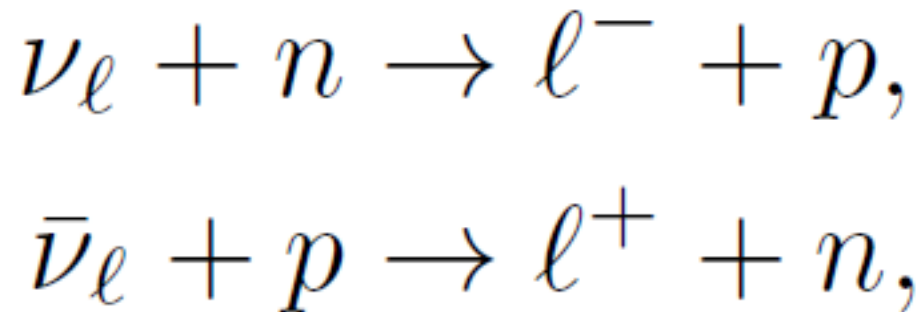 ν_ℓ + n → ℓ⁻ + p,
ν̄_ℓ + p → ℓ⁺ + n,